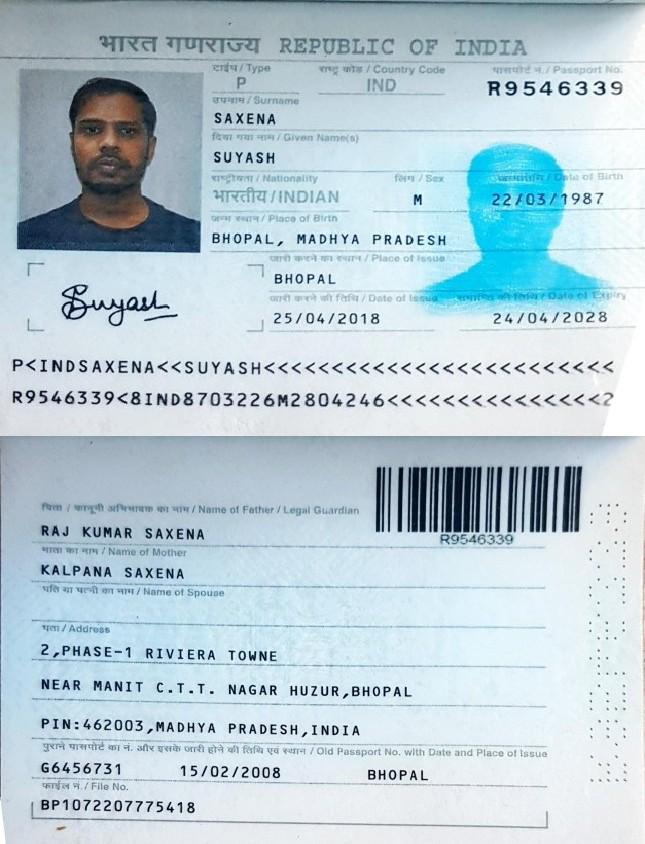 भारत गणराज्य REPUBLIC OF INDIA
टाईप / Type राष्ट्र कोड / Country Code पासपोर्ट न. / Passport No.
P IND R9546339
उपनाम / Surname
SAXENA
दिया गया नाम / Given Name(s)
SUYASH
राष्ट्रीयता / Nationality लिंग / Sex जन्मतिथि / Date of Birth
भारतीय / INDIAN M 22/03/1987
जन्म स्थान / Place of Birth
BHOPAL, MADHYA PRADESH
जारी करने का स्थान / Place of Issue
BHOPAL
जारी करने की तिथि / Date of Issue समाप्ति की तिथि / Date of Expiry
Suyash
25/04/2018 24/04/2028
P<INDSAXENA<<SUYASH<<<<<<<<<<<<<<<<<<<<<<<<<
R9546339<8IND8703226M2804246<<<<<<<<<<<<<<<2
पिता / कानूनी अभिभावक का नाम / Name of Father / Legal Guardian
RAJ KUMAR SAXENA
R9546339
माता का नाम / Name of Mother
KALPANA SAXENA
पति या पत्नी का नाम / Name of Spouse
पता / Address
2,PHASE-1 RIVIERA TOWNE
NEAR MANIT C.T.T. NAGAR HUZUR,BHOPAL
PIN:462003,MADHYA PRADESH,INDIA
पुराने पासपोर्ट का नं. और इसके जारी होने की तिथि एवं स्थान / Old Passport No. with Date and Place of Issue
G6456731 15/02/2008 BHOPAL
फाईल न. / File No.
BP1072207775418